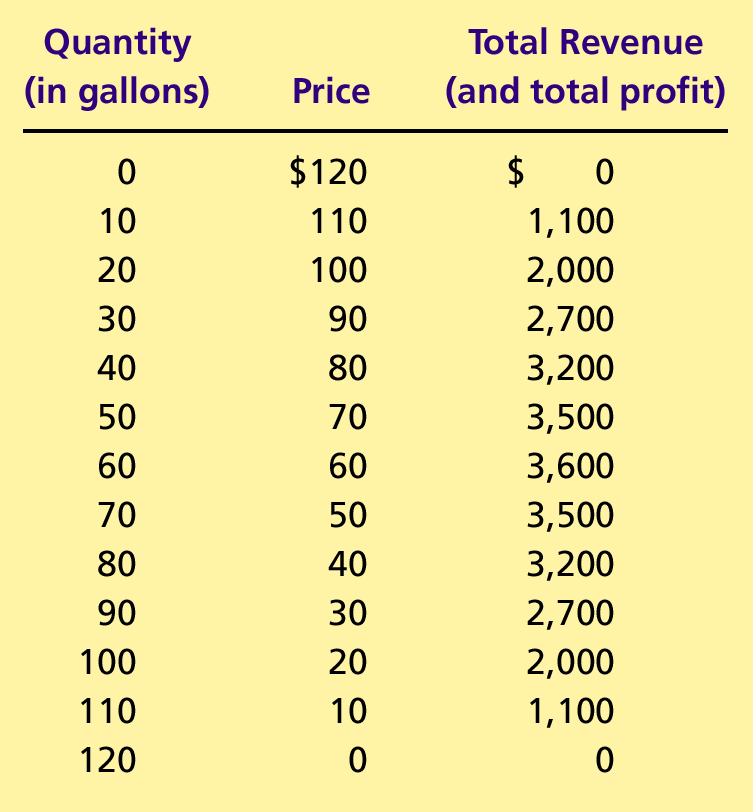 Quantity Total Revenue
(in gallons) Price (and total profit)
0 $120 $ 0
10 110 1,100
20 100 2,000
30 90 2,700
40 80 3,200
50 70 3,500
60 60 3,600
70 50 3,500
80 40 3,200
90 30 2,700
100 20 2,000
110 10 1,100
120 0 0